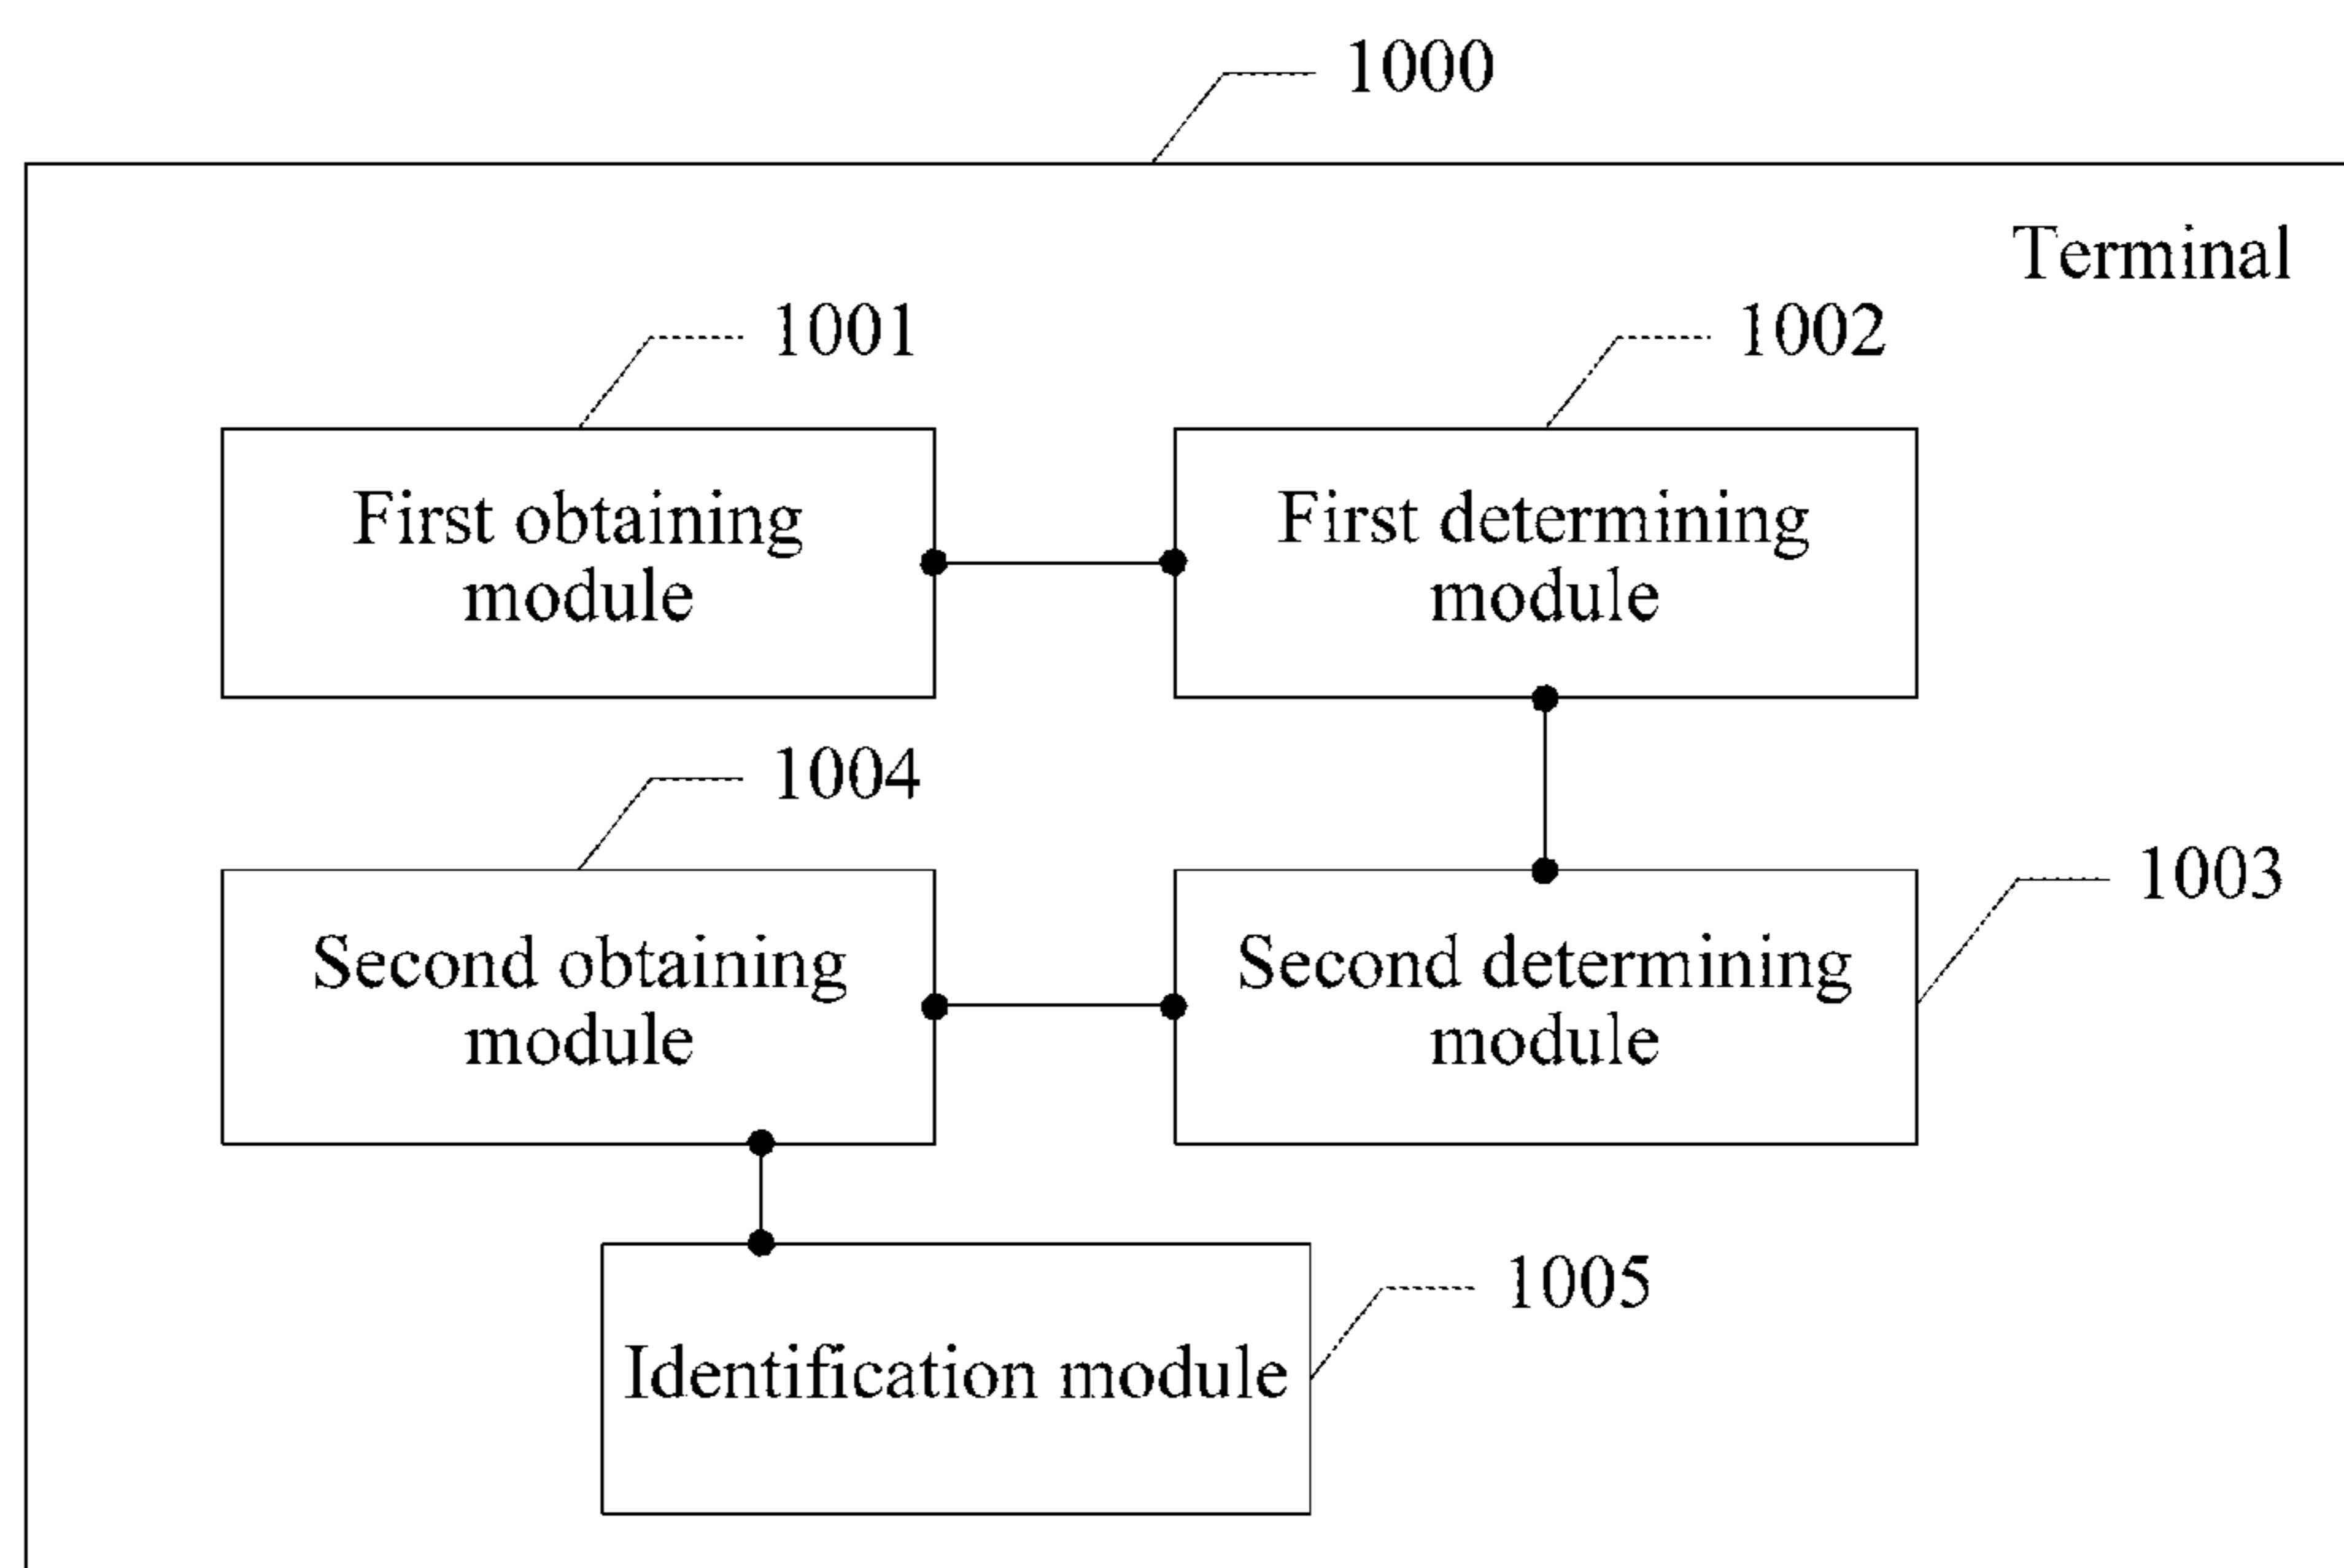 1000
Terminal
1001
1002
First obtaining
module
First determining
module
1004
1003
Second obtaining
module
Second determining
module
1005
Identification module